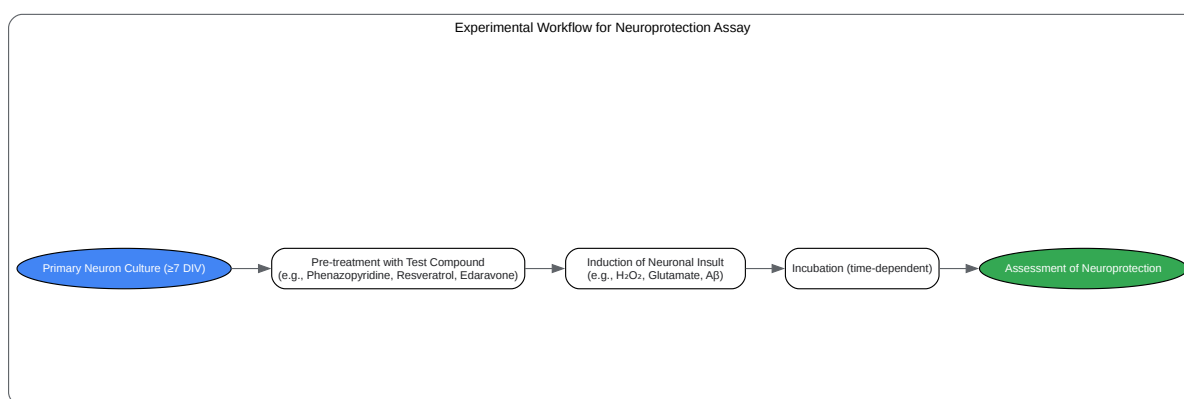 Experimental Workflow for Neuroprotection Assay
Primary Neuron Culture (≥7 DIV)
Pre-treatment with Test Compound
(e.g., Phenazopyridine, Resveratrol, Edaravone)
Induction of Neuronal Insult
(e.g., H₂O₂, Glutamate, Aβ)
Incubation (time-dependent)
Assessment of Neuroprotection